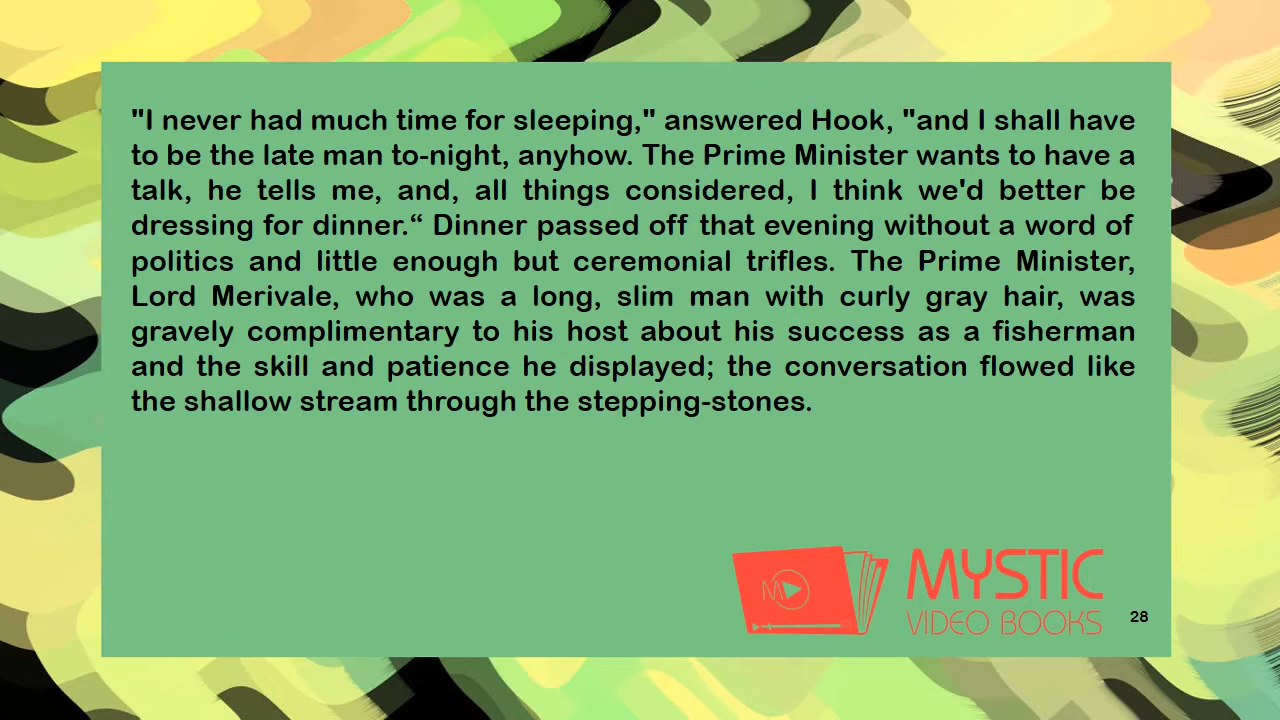 "I never had much time for sleeping," answered Hook, "and I shall have
to be the late man to-night, anyhow. The Prime Minister wants to have a
talk, he tells me, and, all things considered, I think we'd better be
dressing for dinner.“ Dinner passed off that evening without a word of
politics and little enough but ceremonial trifles. The Prime Minister,
Lord Merivale, who was a long, slim man with curly gray hair, was
gravely complimentary to his host about his success as a fisherman
and the skill and patience he displayed; the conversation flowed like
the shallow stream through the stepping-stones.
M
MYSTIC
VIDEO BOOKS
28